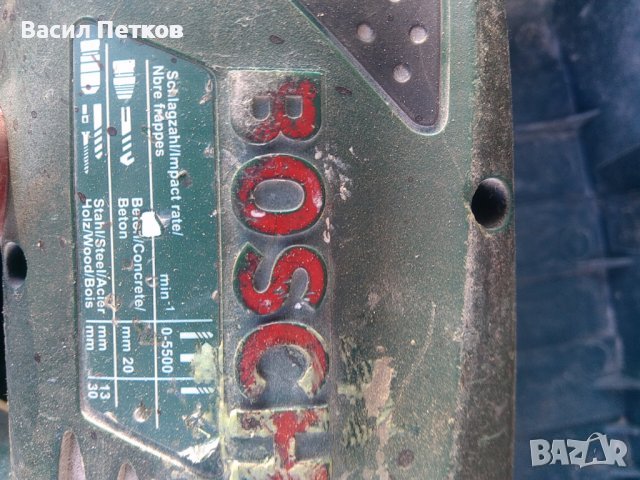 Васил Петков
BOSCH
Schlagzahl/Impact rate/
Nbre frappes
min-1 0-5500
Beton/Concrete/
Beton
mm 20
Stahl/Steel/Acier mm 13
Holz/Wood/Bois mm 30
BAZAR